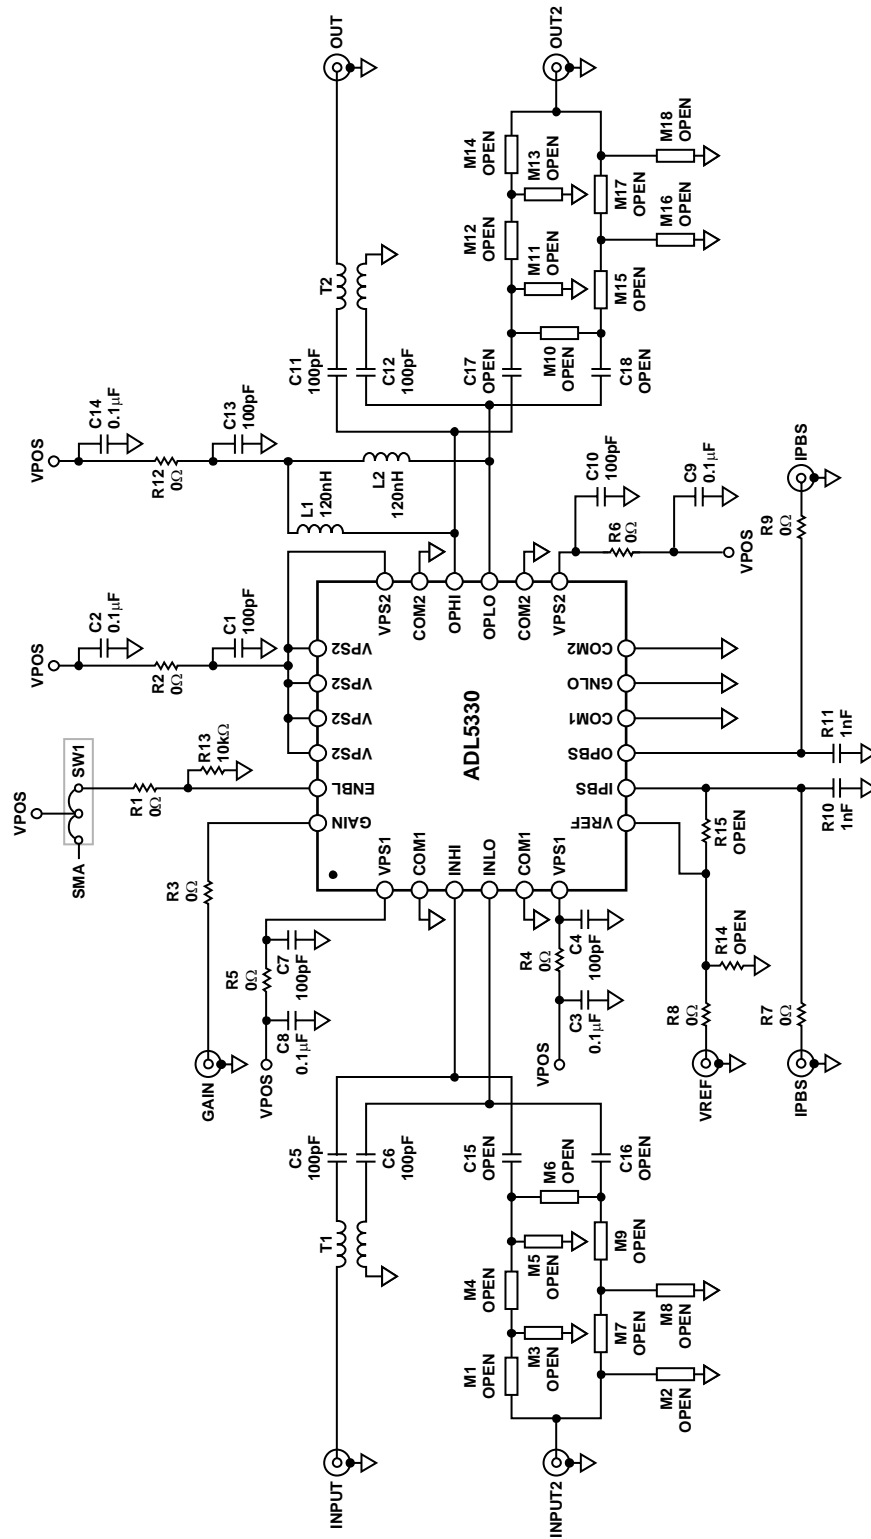 VPOS
SW1
SMA
VPOS
VPOS
C2
0.1µF
R2
0Ω
C1
100pF
C14
0.1µF
R12
0Ω
C13
100pF
R1
0Ω
R13
10kΩ
R3
0Ω
GAIN
R5
0Ω
C7
100pF
C8
0.1µF
VPOS
L1
120nH
L2
120nH
INPUT
T1
C5
100pF
C6
100pF
C11
100pF
C12
100pF
T2
OUT
GAIN
ENBL
VPS2
VPS2
VPS2
VPS2
VPS1
COM1
INHI
INLO
COM1
VPS1
ADL5330
VPS2
COM2
OPHI
OPLO
COM2
VPS2
VREF
IPBS
OPBS
COM1
GNLO
COM2
INPUT2
M1
OPEN
M4
OPEN
C15
OPEN
M3
OPEN
M5
OPEN
M6
OPEN
M7
OPEN
M9
OPEN
C16
OPEN
M2
OPEN
M8
OPEN
VPOS
C3
0.1µF
R4
0Ω
C4
100pF
C17
OPEN
M12
OPEN
M14
OPEN
M10
OPEN
M11
OPEN
M13
OPEN
C18
OPEN
M15
OPEN
M17
OPEN
M16
OPEN
M18
OPEN
OUT2
C10
100pF
R6
0Ω
C9
0.1µF
VPOS
VREF
R8
0Ω
R14
OPEN
R15
OPEN
IPBS
R7
0Ω
R10
1nF
R11
1nF
R9
0Ω
IPBS